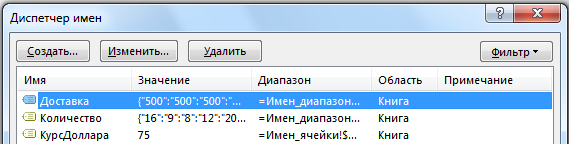 Диспетчер имен
Создать... Изменить... Удалить Фильтр
Имя Значение Диапазон Область Примечание
Доставка {"500":"500":"500":"... =Имен_диапазон... Книга
Количество {"16":"9":"8":"12":"20... =Имен_диапазон... Книга
КурсДоллара 75 =Имен_ячейки!$... Книга